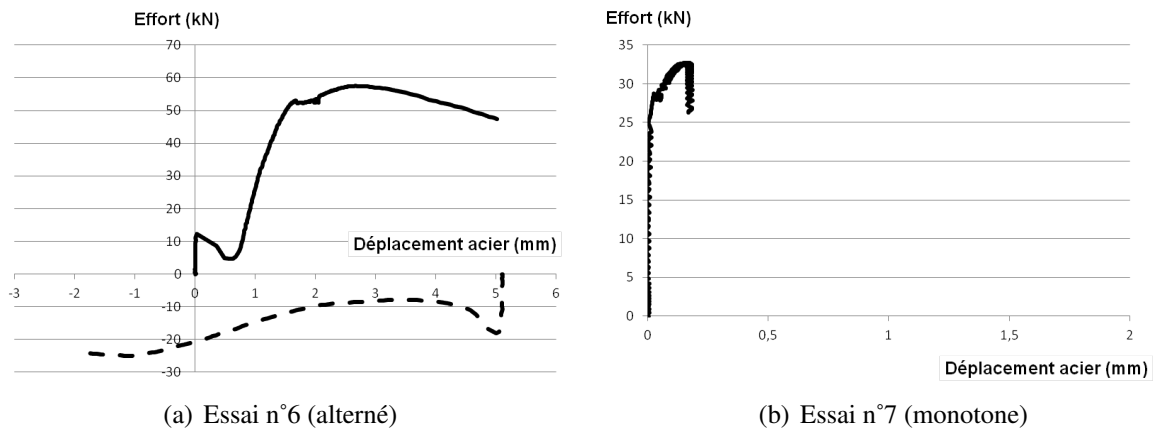 Effort (kN)
70
60
50
40
30
20
10
0
-10
-20
-30
-3 -2 -1 0 1 2 3 4 5 6
Déplacement acier (mm)
(a) Essai n°6 (alterné)
Effort (kN)
35
30
25
20
15
10
5
0
0 0,5 1 1,5 2
Déplacement acier (mm)
(b) Essai n°7 (monotone)